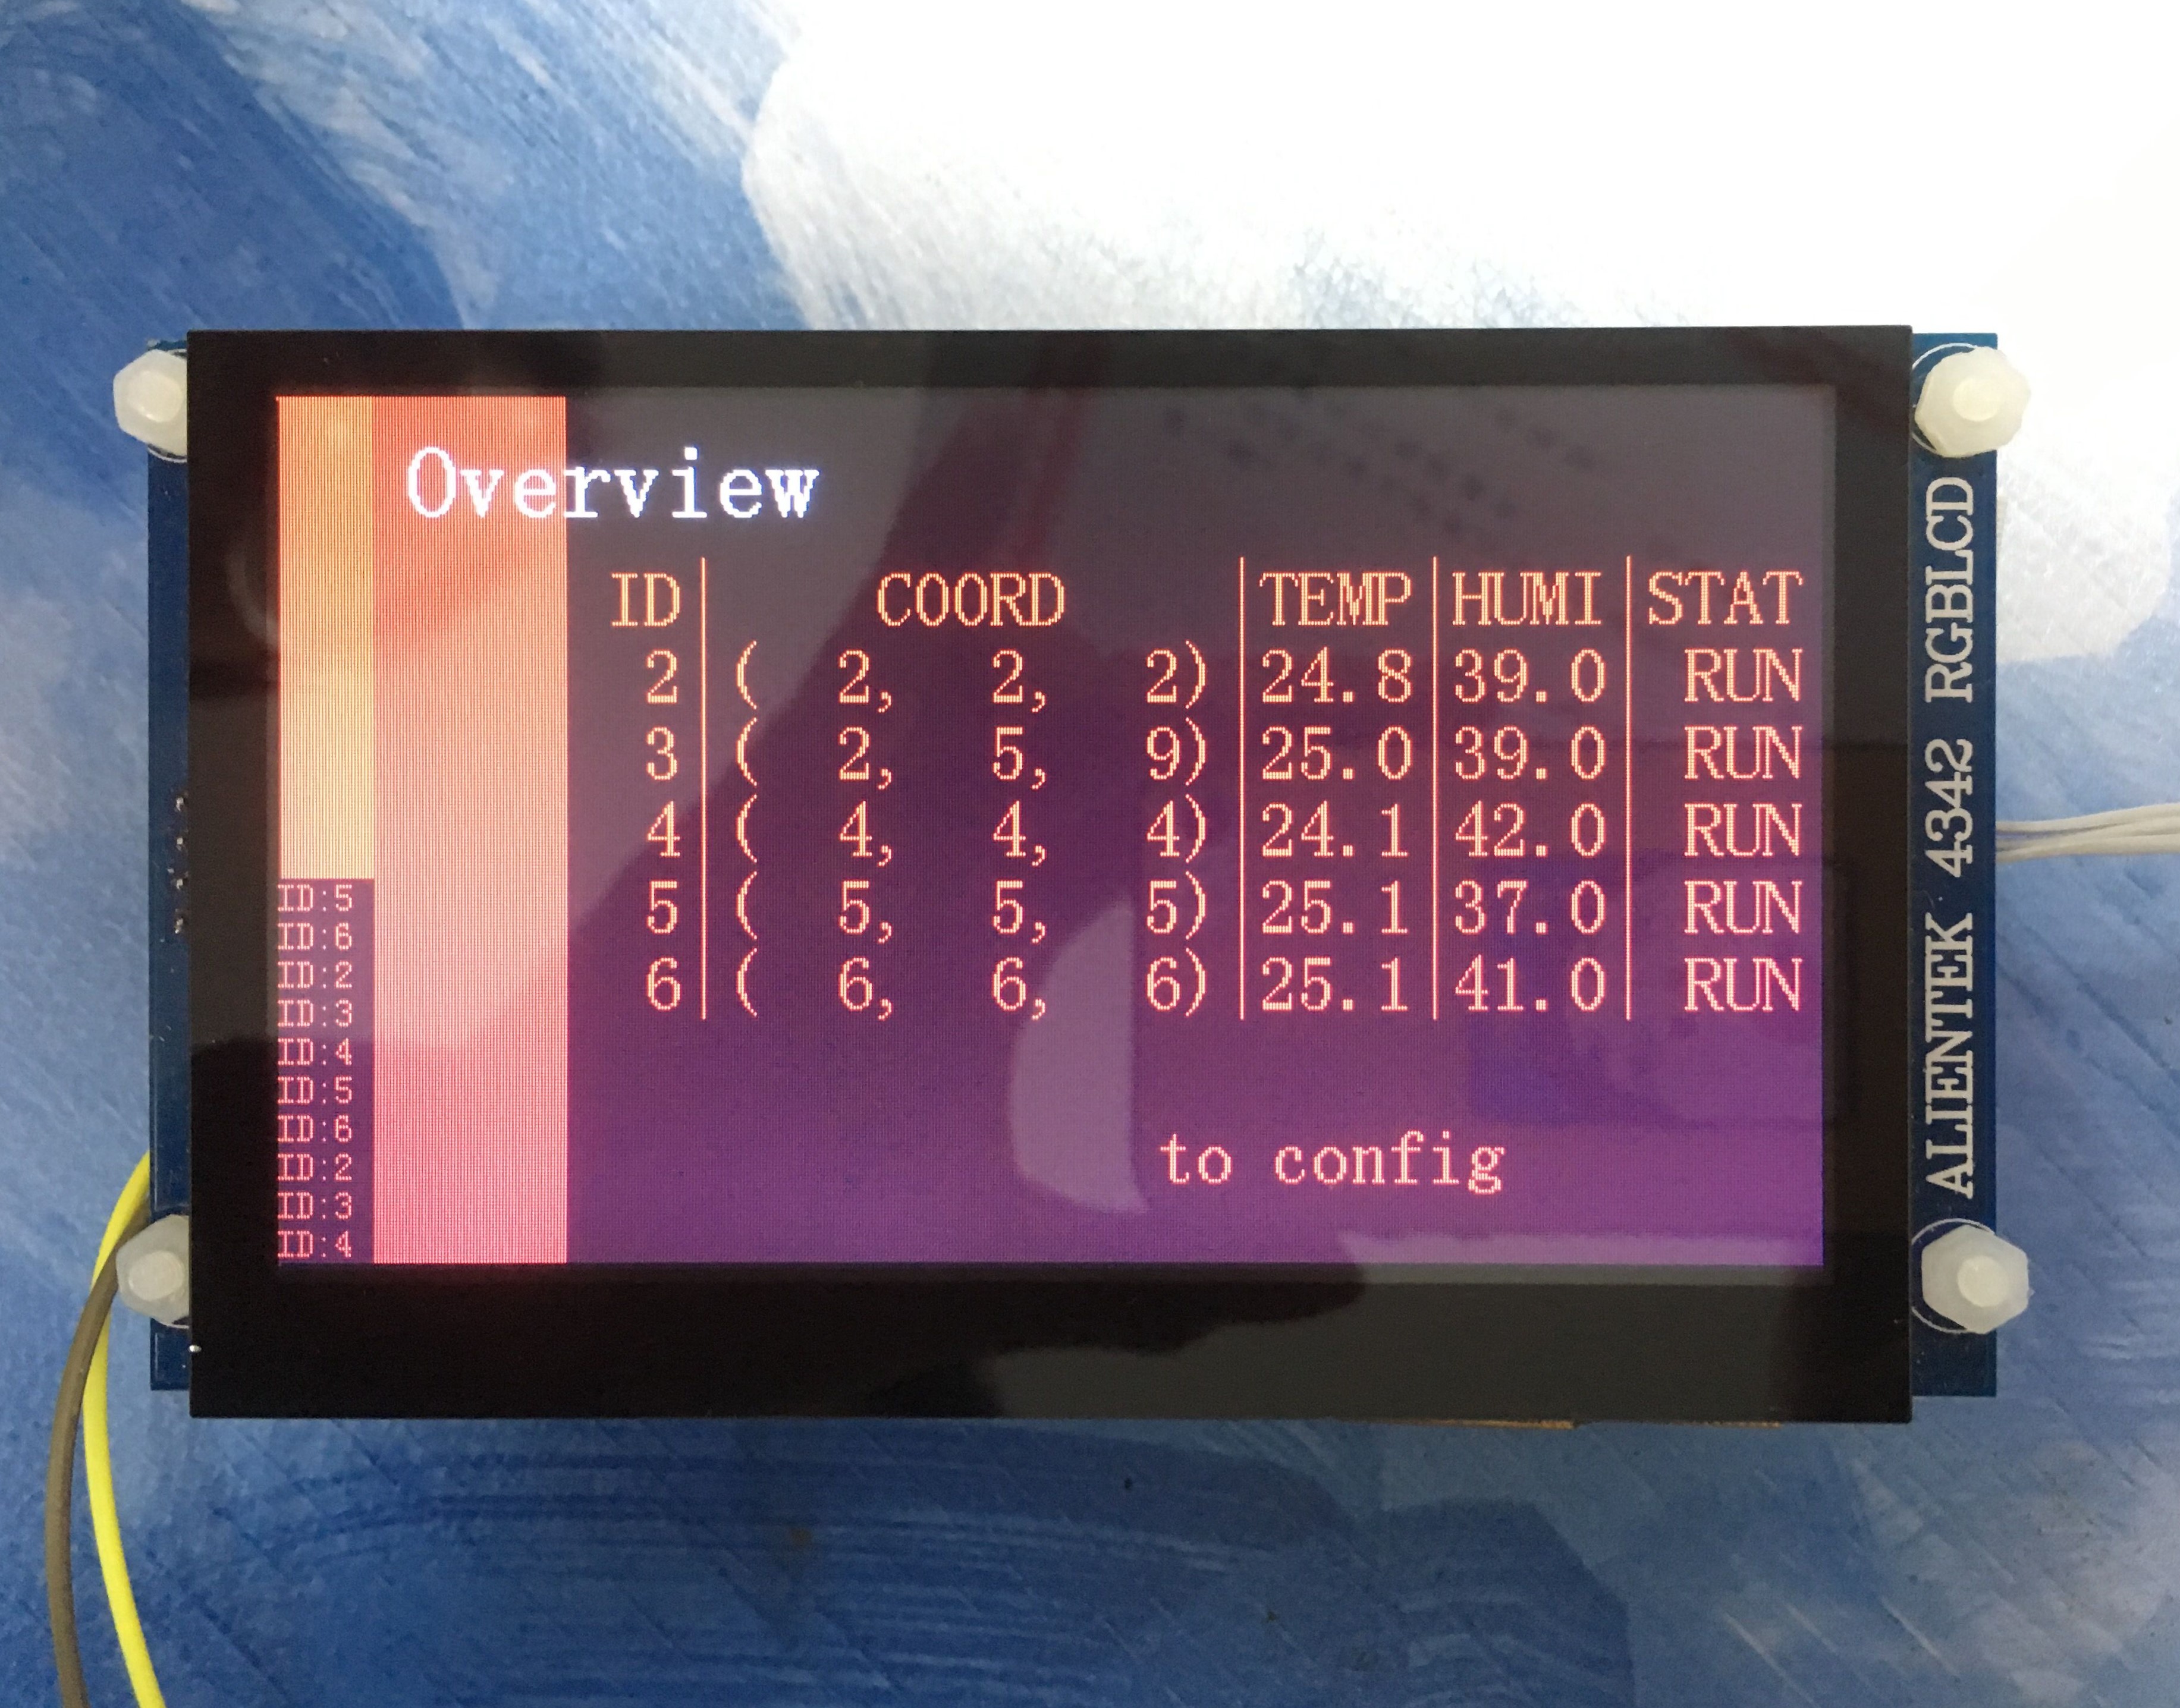 Overview
ID COORD TEMP HUMI STAT
2 ( 2, 2, 2) 24.8 39.0 RUN
3 ( 2, 5, 9) 25.0 39.0 RUN
4 ( 4, 4, 4) 24.1 42.0 RUN
5 ( 5, 5, 5) 25.1 37.0 RUN
6 ( 6, 6, 6) 25.1 41.0 RUN
to config
ID:5
ID:6
ID:2
ID:3
ID:4
ID:5
ID:6
ID:2
ID:3
ID:4
ALIENTEK 4342 RGBLCD